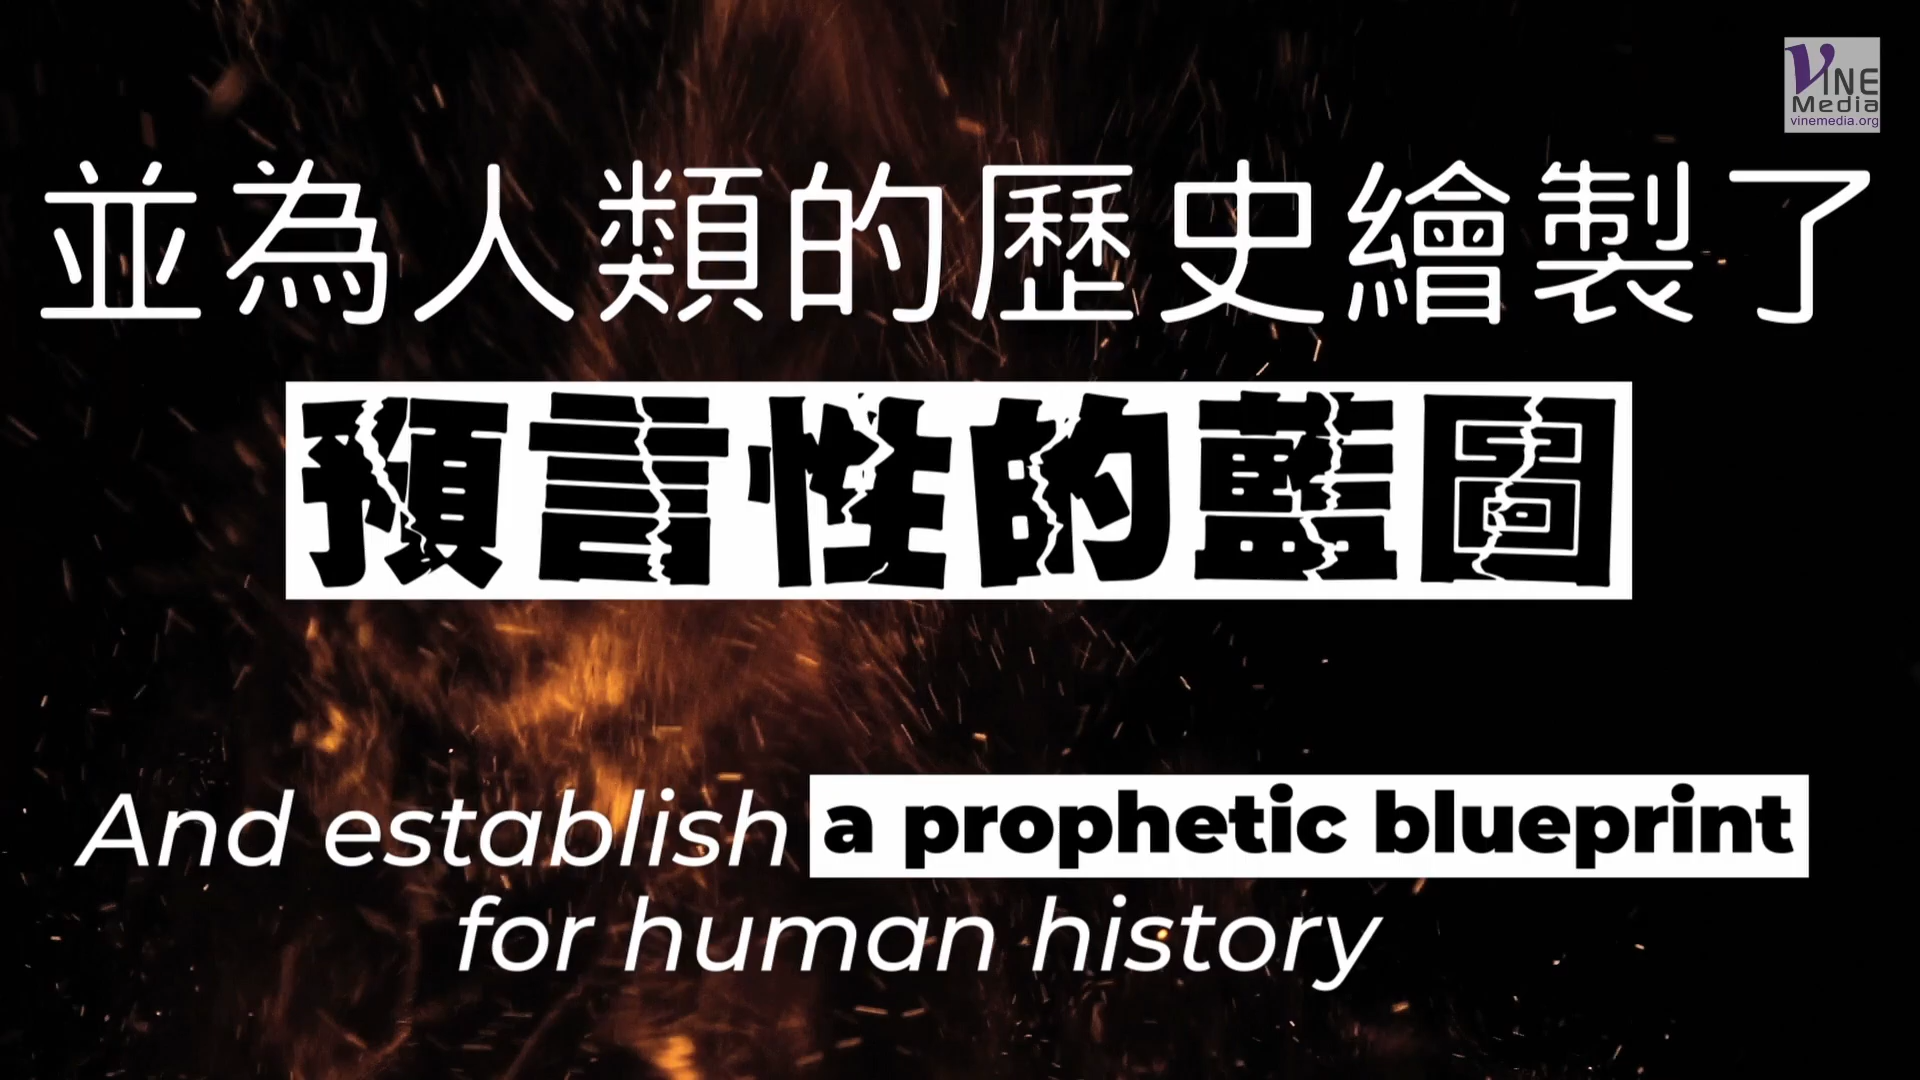 VINE
Media
vinemedia.org
並為人類的歷史繪製了
預言性的藍圖
And establish a prophetic blueprint
for human history